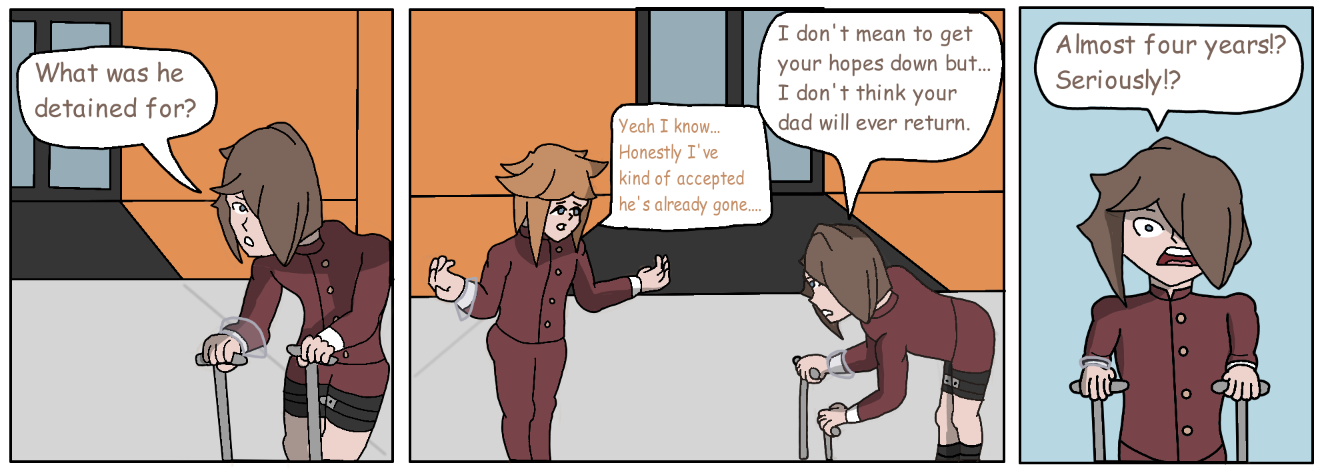 What was he
detained for?
Yeah I know...
Honestly I've
kind of accepted
he's already gone....
I don't mean to get
your hopes down but...
I don't think your
dad will ever return.
Almost four years!?
Seriously!?